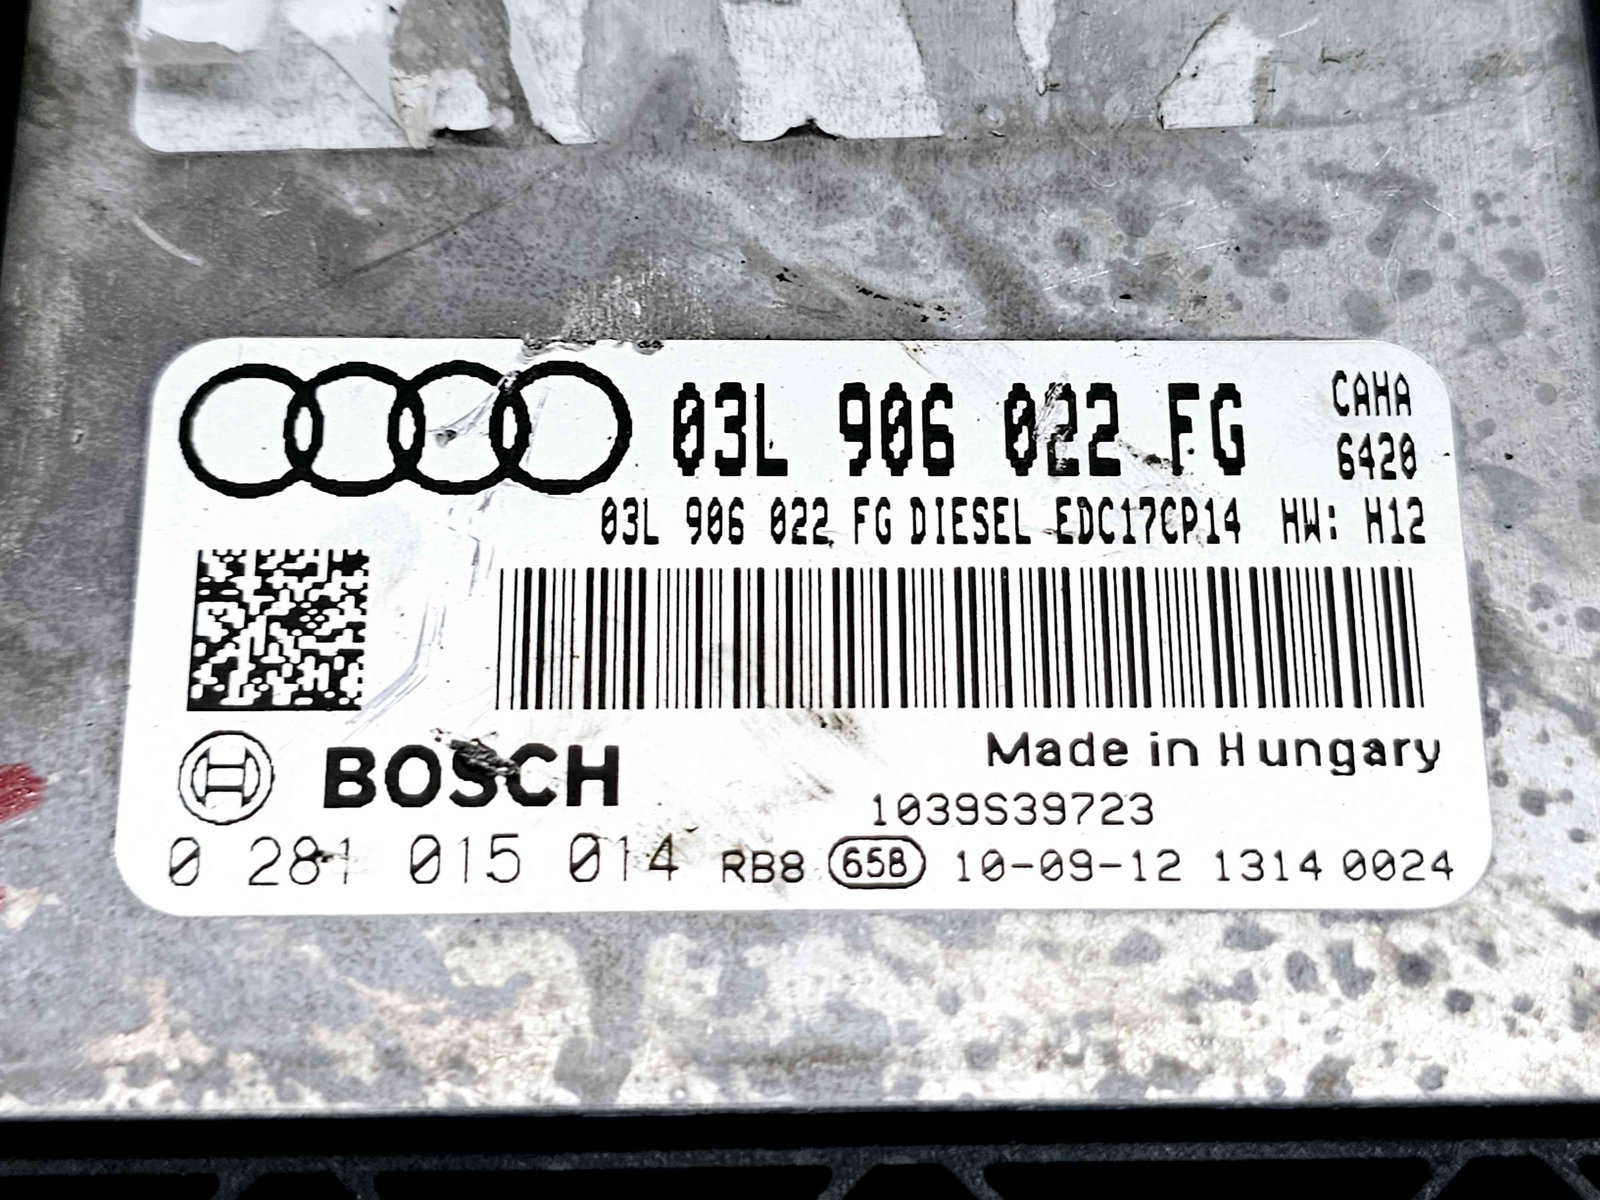 03L 906 022 FG CAHA
6420
03L 906 022 FG DIESEL EDC17CP14 HW: H12
BOSCH
Made in Hungary
1039S39723
0 281 015 014 RB8 65B 10-09-12 1314 0024